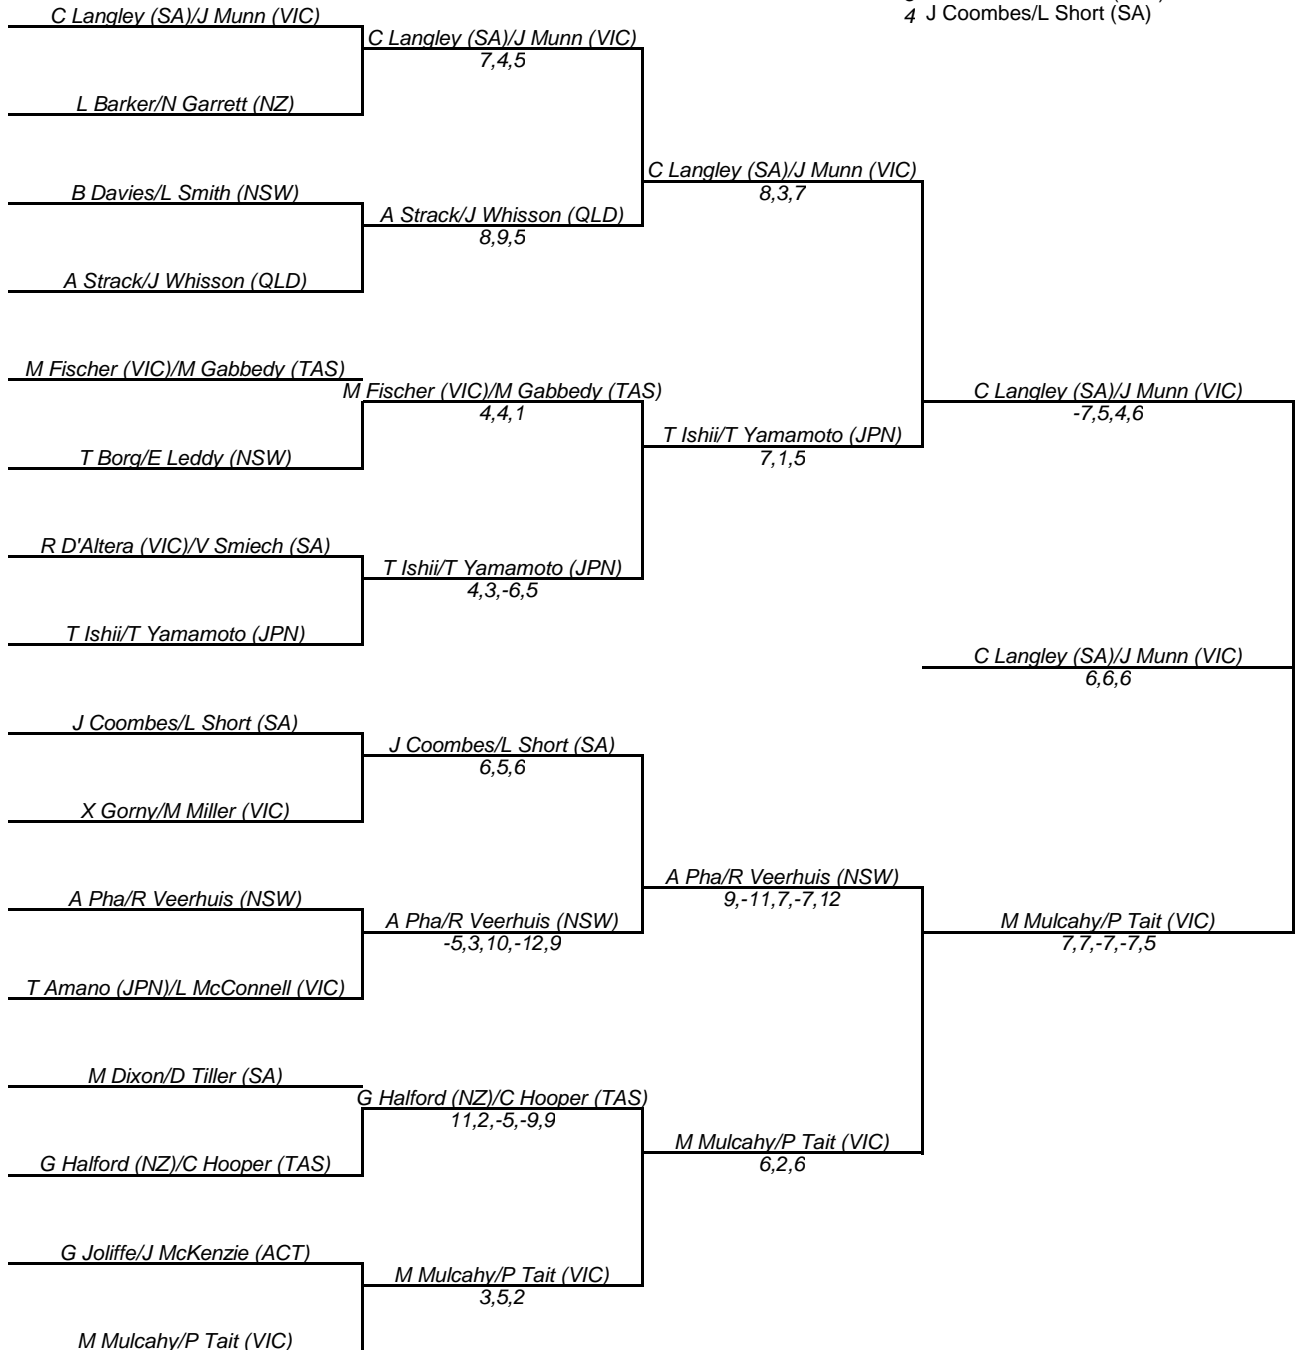 4 J Coombes/L Short (SA)
C Langley (SA)/J Munn (VIC)
C Langley (SA)/J Munn (VIC)
7,4,5
L Barker/N Garrett (NZ)
C Langley (SA)/J Munn (VIC)
8,3,7
B Davies/L Smith (NSW)
A Strack/J Whisson (QLD)
8,9,5
A Strack/J Whisson (QLD)
M Fischer (VIC)/M Gabbedy (TAS)
M Fischer (VIC)/M Gabbedy (TAS)
4,4,1
C Langley (SA)/J Munn (VIC)
-7,5,4,6
T Borg/E Leddy (NSW)
T Ishii/T Yamamoto (JPN)
7,1,5
R D'Altera (VIC)/V Smiech (SA)
T Ishii/T Yamamoto (JPN)
4,3,-6,5
T Ishii/T Yamamoto (JPN)
C Langley (SA)/J Munn (VIC)
6,6,6
J Coombes/L Short (SA)
J Coombes/L Short (SA)
6,5,6
X Gorny/M Miller (VIC)
A Pha/R Veerhuis (NSW)
9,-11,7,-7,12
A Pha/R Veerhuis (NSW)
A Pha/R Veerhuis (NSW)
-5,3,10,-12,9
M Mulcahy/P Tait (VIC)
7,7,-7,-7,5
T Amano (JPN)/L McConnell (VIC)
M Dixon/D Tiller (SA)
G Halford (NZ)/C Hooper (TAS)
11,2,-5,-9,9
G Halford (NZ)/C Hooper (TAS)
M Mulcahy/P Tait (VIC)
6,2,6
G Joliffe/J McKenzie (ACT)
M Mulcahy/P Tait (VIC)
3,5,2
M Mulcahy/P Tait (VIC)